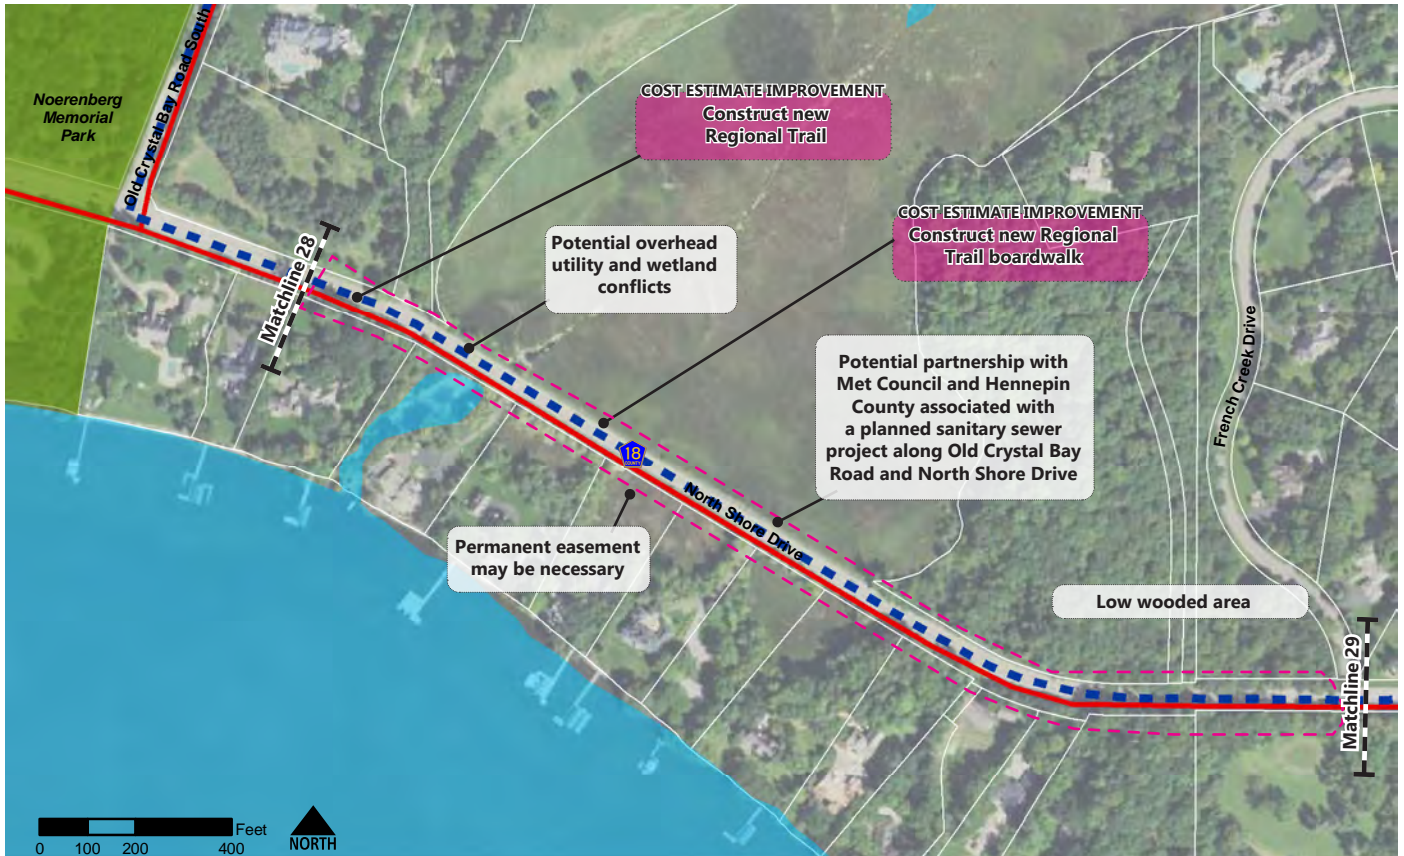 Noerenberg
Memorial
Park
Old Crystal Bay Road South
COST ESTIMATE IMPROVEMENT
Construct new
Regional Trail
COST ESTIMATE IMPROVEMENT
Construct new Regional
Trail boardwalk
Potential overhead
utility and wetland
conflicts
Matchline 28
Potential partnership with
Met Council and Hennepin
County associated with
a planned sanitary sewer
project along Old Crystal Bay
Road and North Shore Drive
French Creek Drive
18
COUNTY
North Shore Drive
Permanent easement
may be necessary
Low wooded area
Matchline 29
Feet
0 100 200 400
NORTH